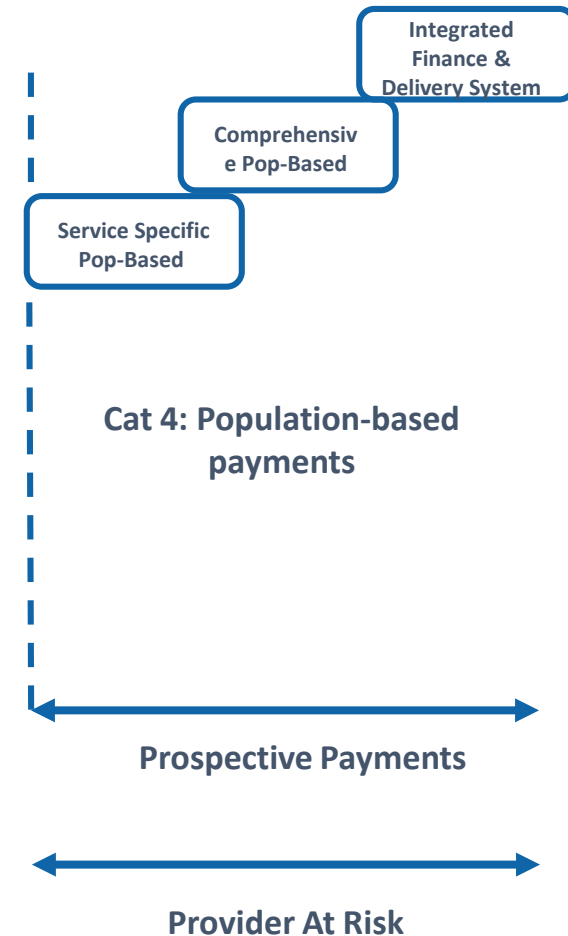 Integrated
Finance &
Delivery System
Comprehensiv
e Pop-Based
Service Specific
Pop-Based
Cat 4: Population-based
payments
Prospective Payments
Provider At Risk